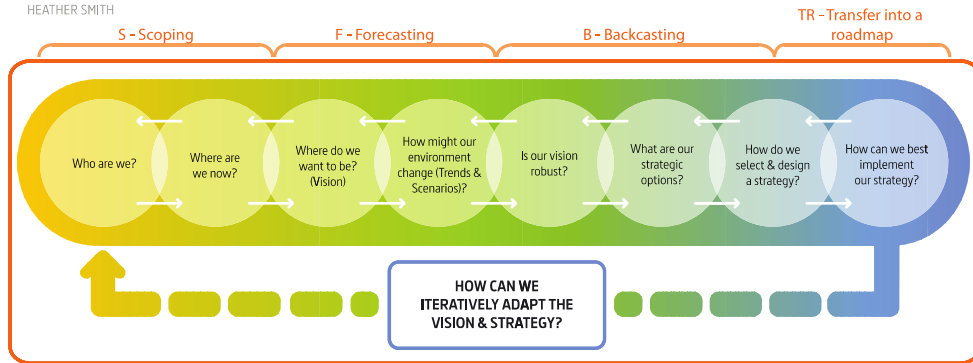 HEATHER SMITH
S - Scoping
F - Forecasting
B - Backcasting
TR - Transfer into a
roadmap
Who are we?
Where are
we now?
Where do we
want to be?
(Vision)
How might our
environment
change (Trends &
Scenarios)?
Is our vision
robust?
What are our
strategic
options?
How do we
select & design
a strategy?
How can we best
implement
our strategy?
HOW CAN WE
ITERATIVELY ADAPT THE
VISION & STRATEGY?